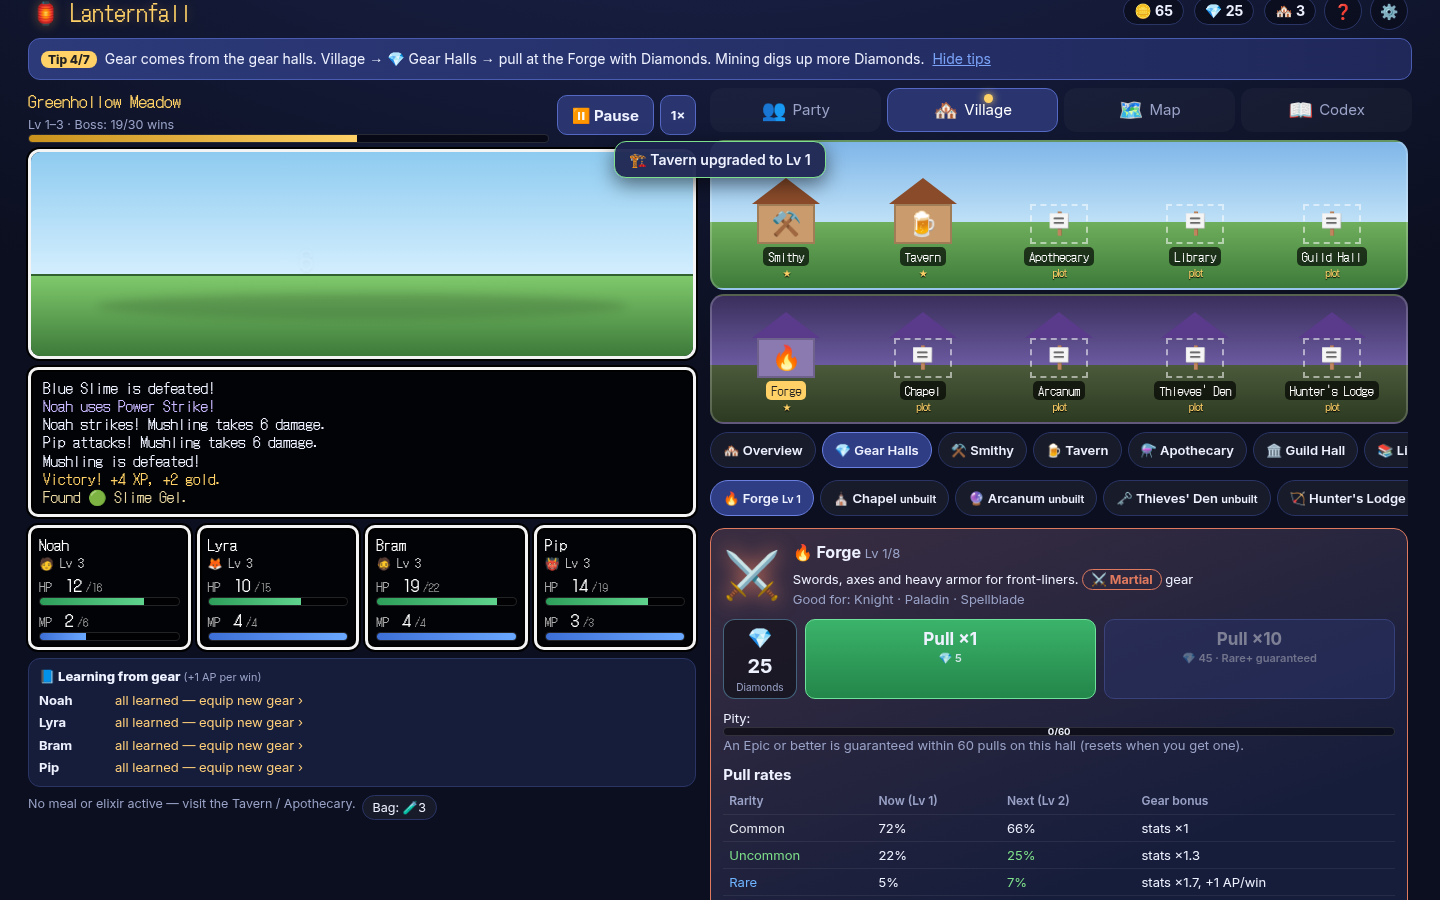 Lanternfall
65
25
3
Tip 4/7 Gear comes from the gear halls. Village → 💎 Gear Halls → pull at the Forge with Diamonds. Mining digs up more Diamonds. Hide tips
Greenhollow Meadow
Lv 1–3 · Boss: 19/30 wins
Pause
1×
Party
Village
Map
Codex
Tavern upgraded to Lv 1
Smithy
Tavern
Apothecary
plot
Library
plot
Guild Hall
plot
Forge
Chapel
plot
Arcanum
plot
Thieves' Den
plot
Hunter's Lodge
plot
Blue Slime is defeated!
Noah uses Power Strike!
Noah strikes! Mushling takes 6 damage.
Pip attacks! Mushling takes 6 damage.
Mushling is defeated!
Victory! +4 XP, +2 gold.
Found 🟢 Slime Gel.
Noah
Lv 3
HP 12/16
MP 2/6
Lyra
Lv 3
HP 10/15
MP 4/4
Bram
Lv 3
HP 19/22
MP 4/4
Pip
Lv 3
HP 14/19
MP 3/3
Learning from gear (+1 AP per win)
Noah all learned — equip new gear ›
Lyra all learned — equip new gear ›
Bram all learned — equip new gear ›
Pip all learned — equip new gear ›
No meal or elixir active — visit the Tavern / Apothecary. Bag: 🧪3
Overview
Gear Halls
Smithy
Tavern
Apothecary
Guild Hall
Li
Forge Lv 1
Chapel unbuilt
Arcanum unbuilt
Thieves' Den unbuilt
Hunter's Lodge
Forge Lv 1/8
Swords, axes and heavy armor for front-liners. ⚔️ Martial gear
Good for: Knight · Paladin · Spellblade
25
Diamonds
Pull ×1
💎 5
Pull ×10
💎 45 · Rare+ guaranteed
Pity:
0/60
An Epic or better is guaranteed within 60 pulls on this hall (resets when you get one).
Pull rates
Rarity Now (Lv 1) Next (Lv 2) Gear bonus
Common 72% 66% stats ×1
Uncommon 22% 25% stats ×1.3
Rare 5% 7% stats ×1.7, +1 AP/win